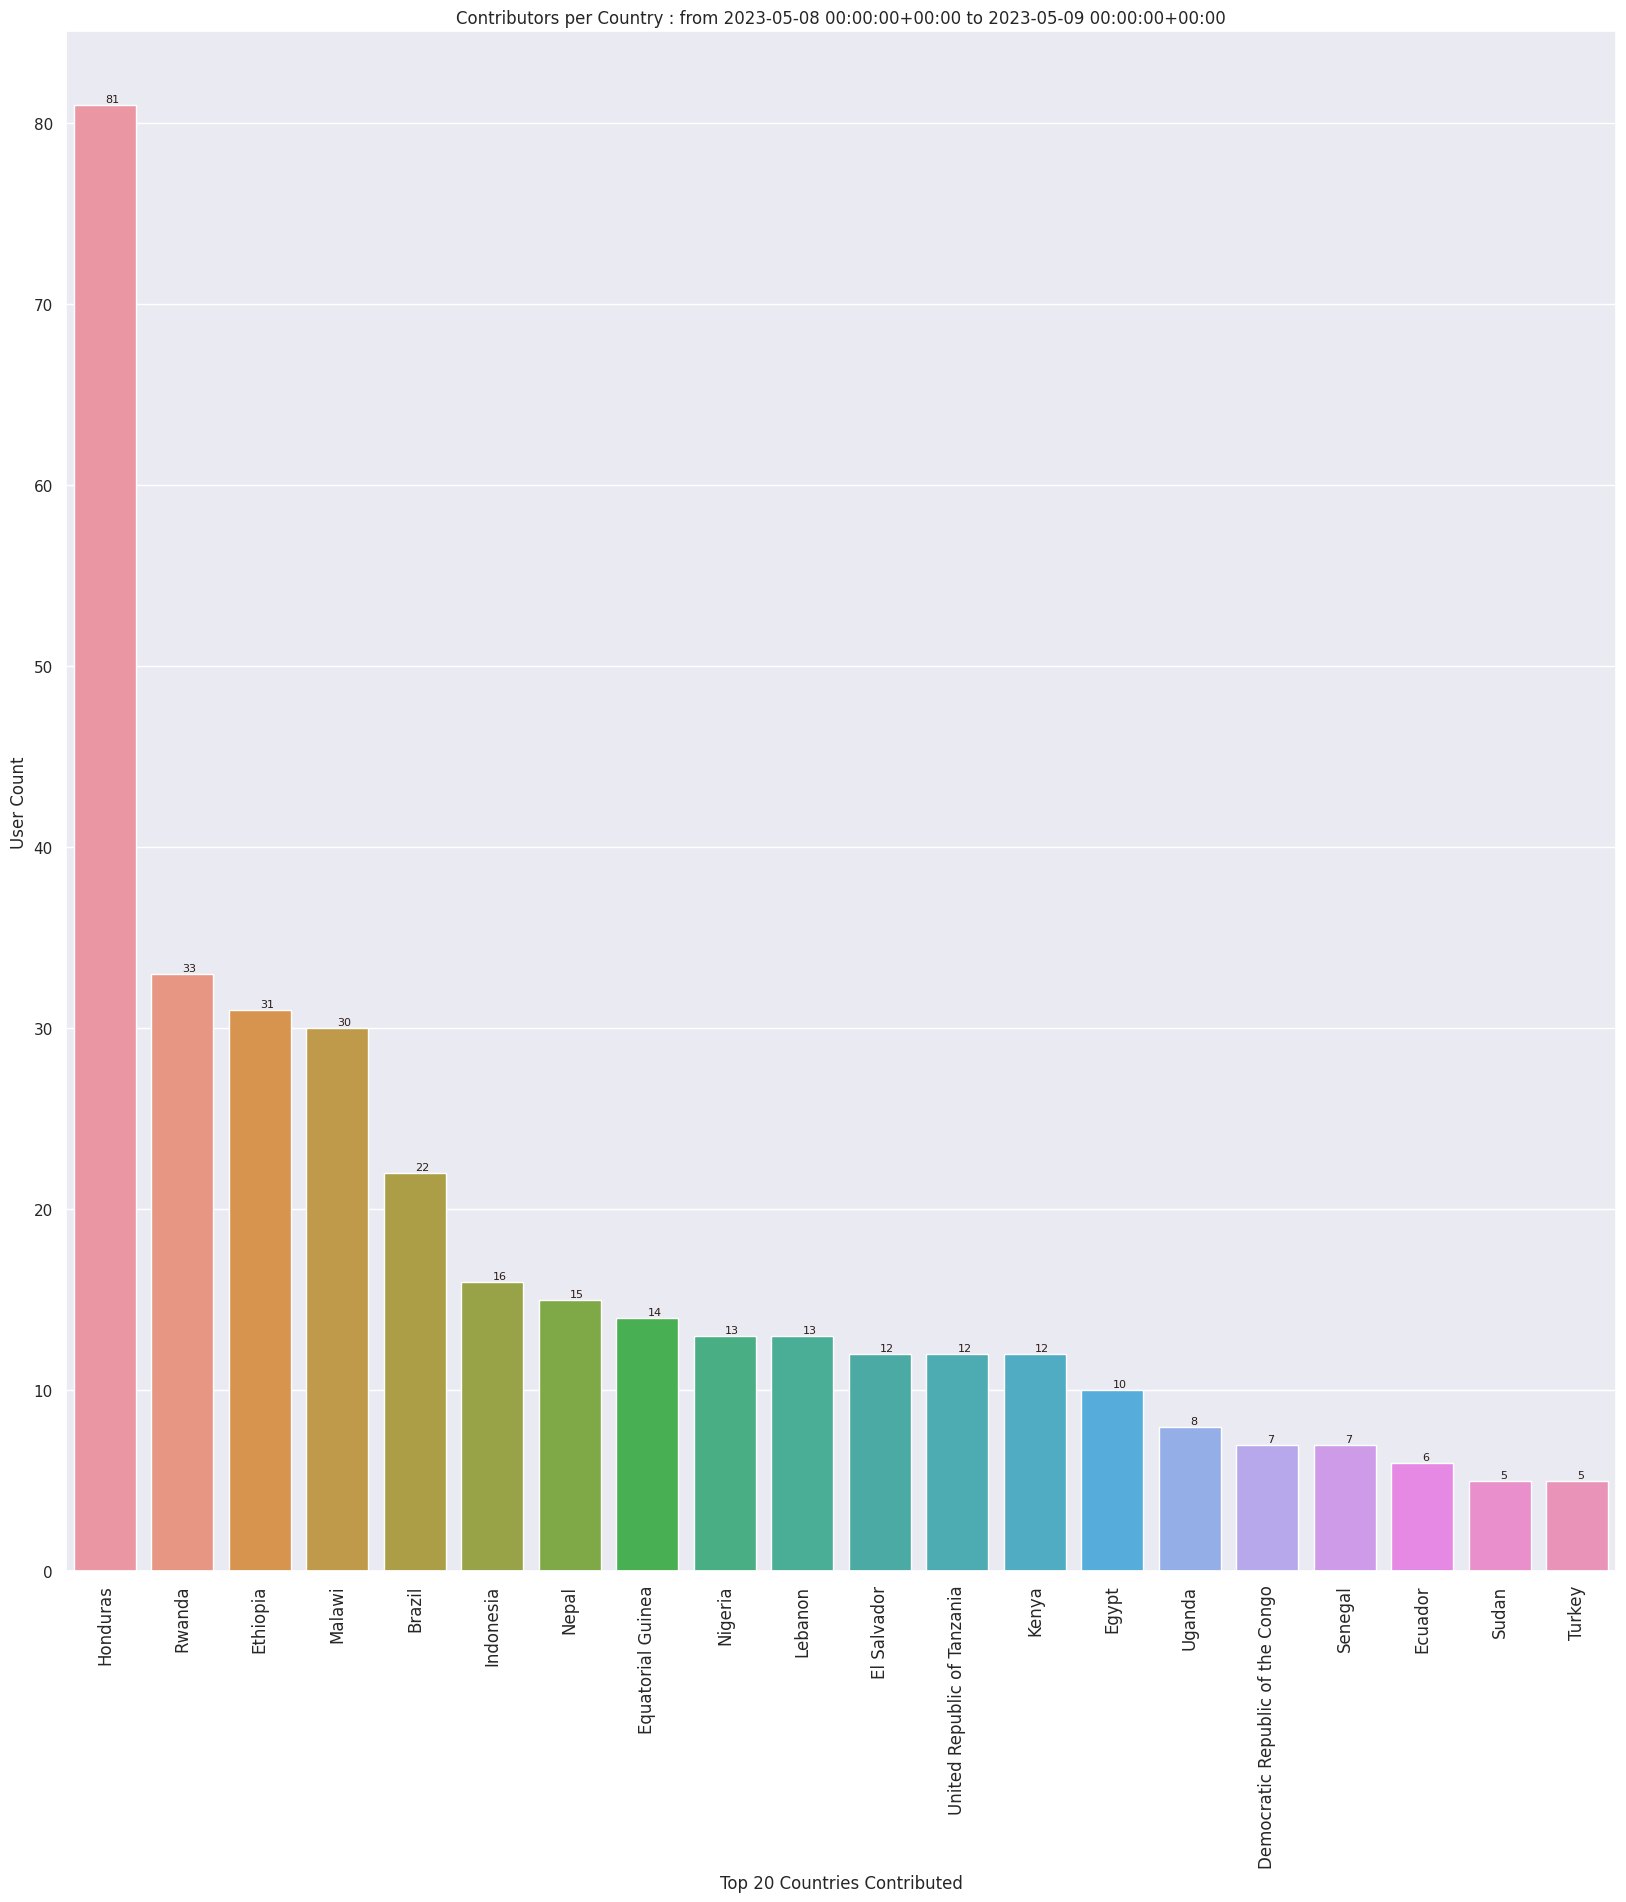 Contributors per Country : from 2023-05-08 00:00:00+00:00 to 2023-05-09 00:00:00+00:00
User Count
80
70
60
50
40
30
20
10
0
81
33
31
30
22
16
15
14
13
13
12
12
12
10
8
7
7
6
5
5
Honduras
Rwanda
Ethiopia
Malawi
Brazil
Indonesia
Nepal
Equatorial Guinea
Nigeria
Lebanon
El Salvador
United Republic of Tanzania
Kenya
Egypt
Uganda
Democratic Republic of the Congo
Senegal
Ecuador
Sudan
Turkey
Top 20 Countries Contributed